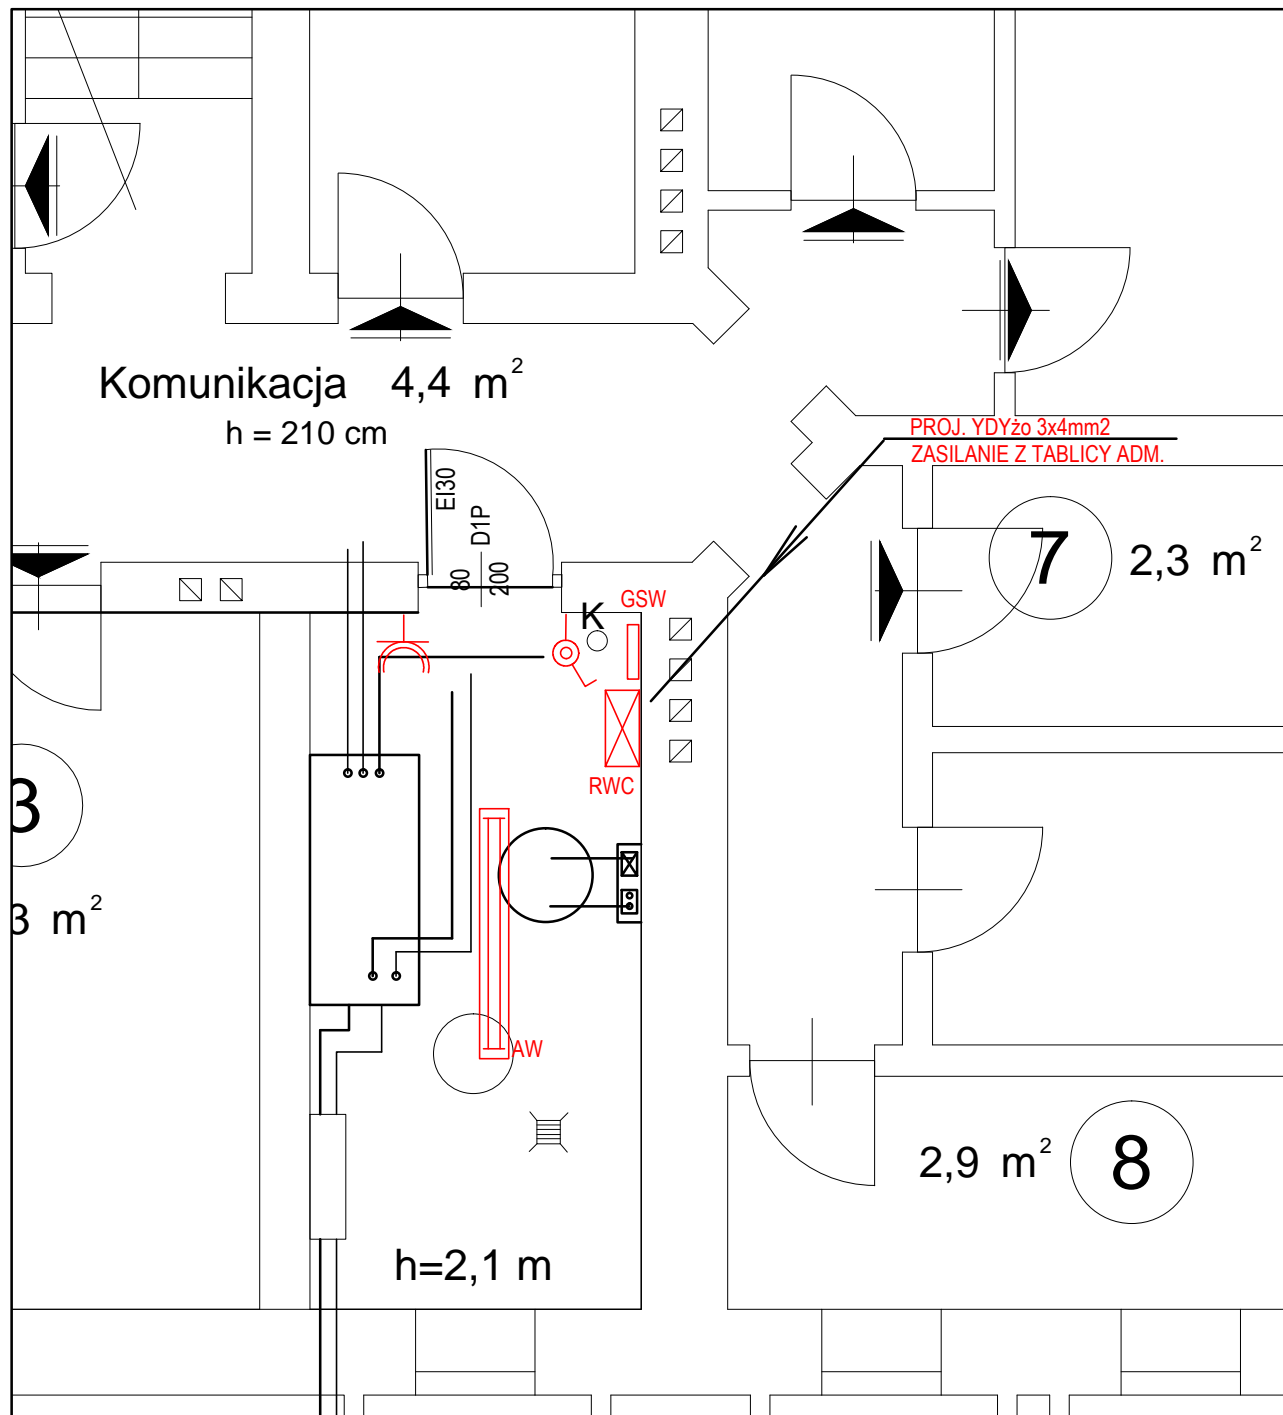 Komunikacja 4,4 m²
h = 210 cm
PROJ. YDYżo 3x4mm2
ZASILANIE Z TABLICY ADM.
EI30
D1P
80
200
7
2,3 m²
K
GSW
RWC
3
3 m²
AW
2,9 m²
8
h=2,1 m